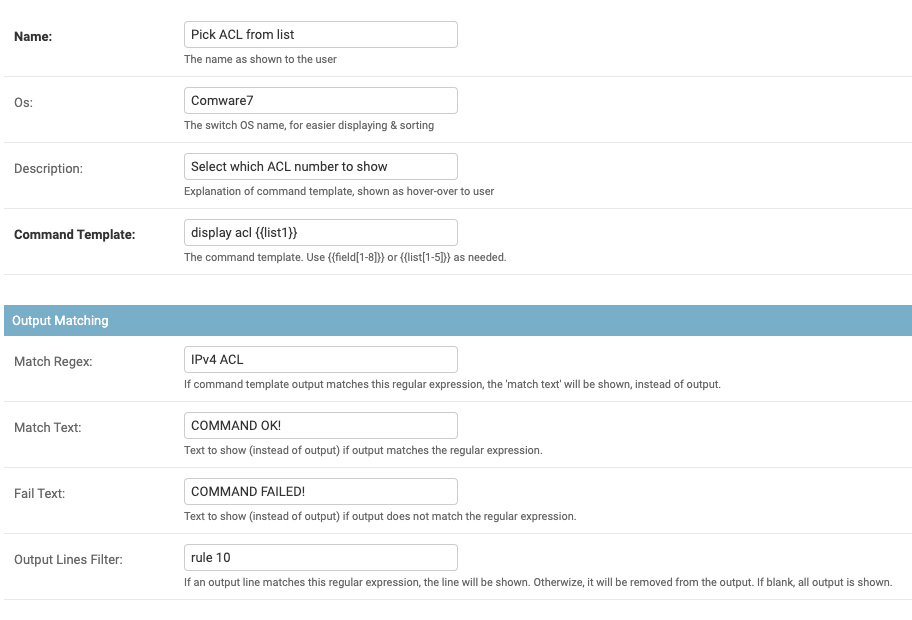 Name:
Pick ACL from list
The name as shown to the user
Os:
Comware7
The switch OS name, for easier displaying & sorting
Description:
Select which ACL number to show
Explanation of command template, shown as hover-over to user
Command Template:
display acl {{list1}}
The command template. Use {{field[1-8]}} or {{list[1-5]}} as needed.
Output Matching
Match Regex:
IPv4 ACL
If command template output matches this regular expression, the 'match text' will be shown, instead of output.
Match Text:
COMMAND OK!
Text to show (instead of output) if output matches the regular expression.
Fail Text:
COMMAND FAILED!
Text to show (instead of output) if output does not match the regular expression.
Output Lines Filter:
rule 10
If an output line matches this regular expression, the line will be shown. Otherwize, it will be removed from the output. If blank, all output is shown.